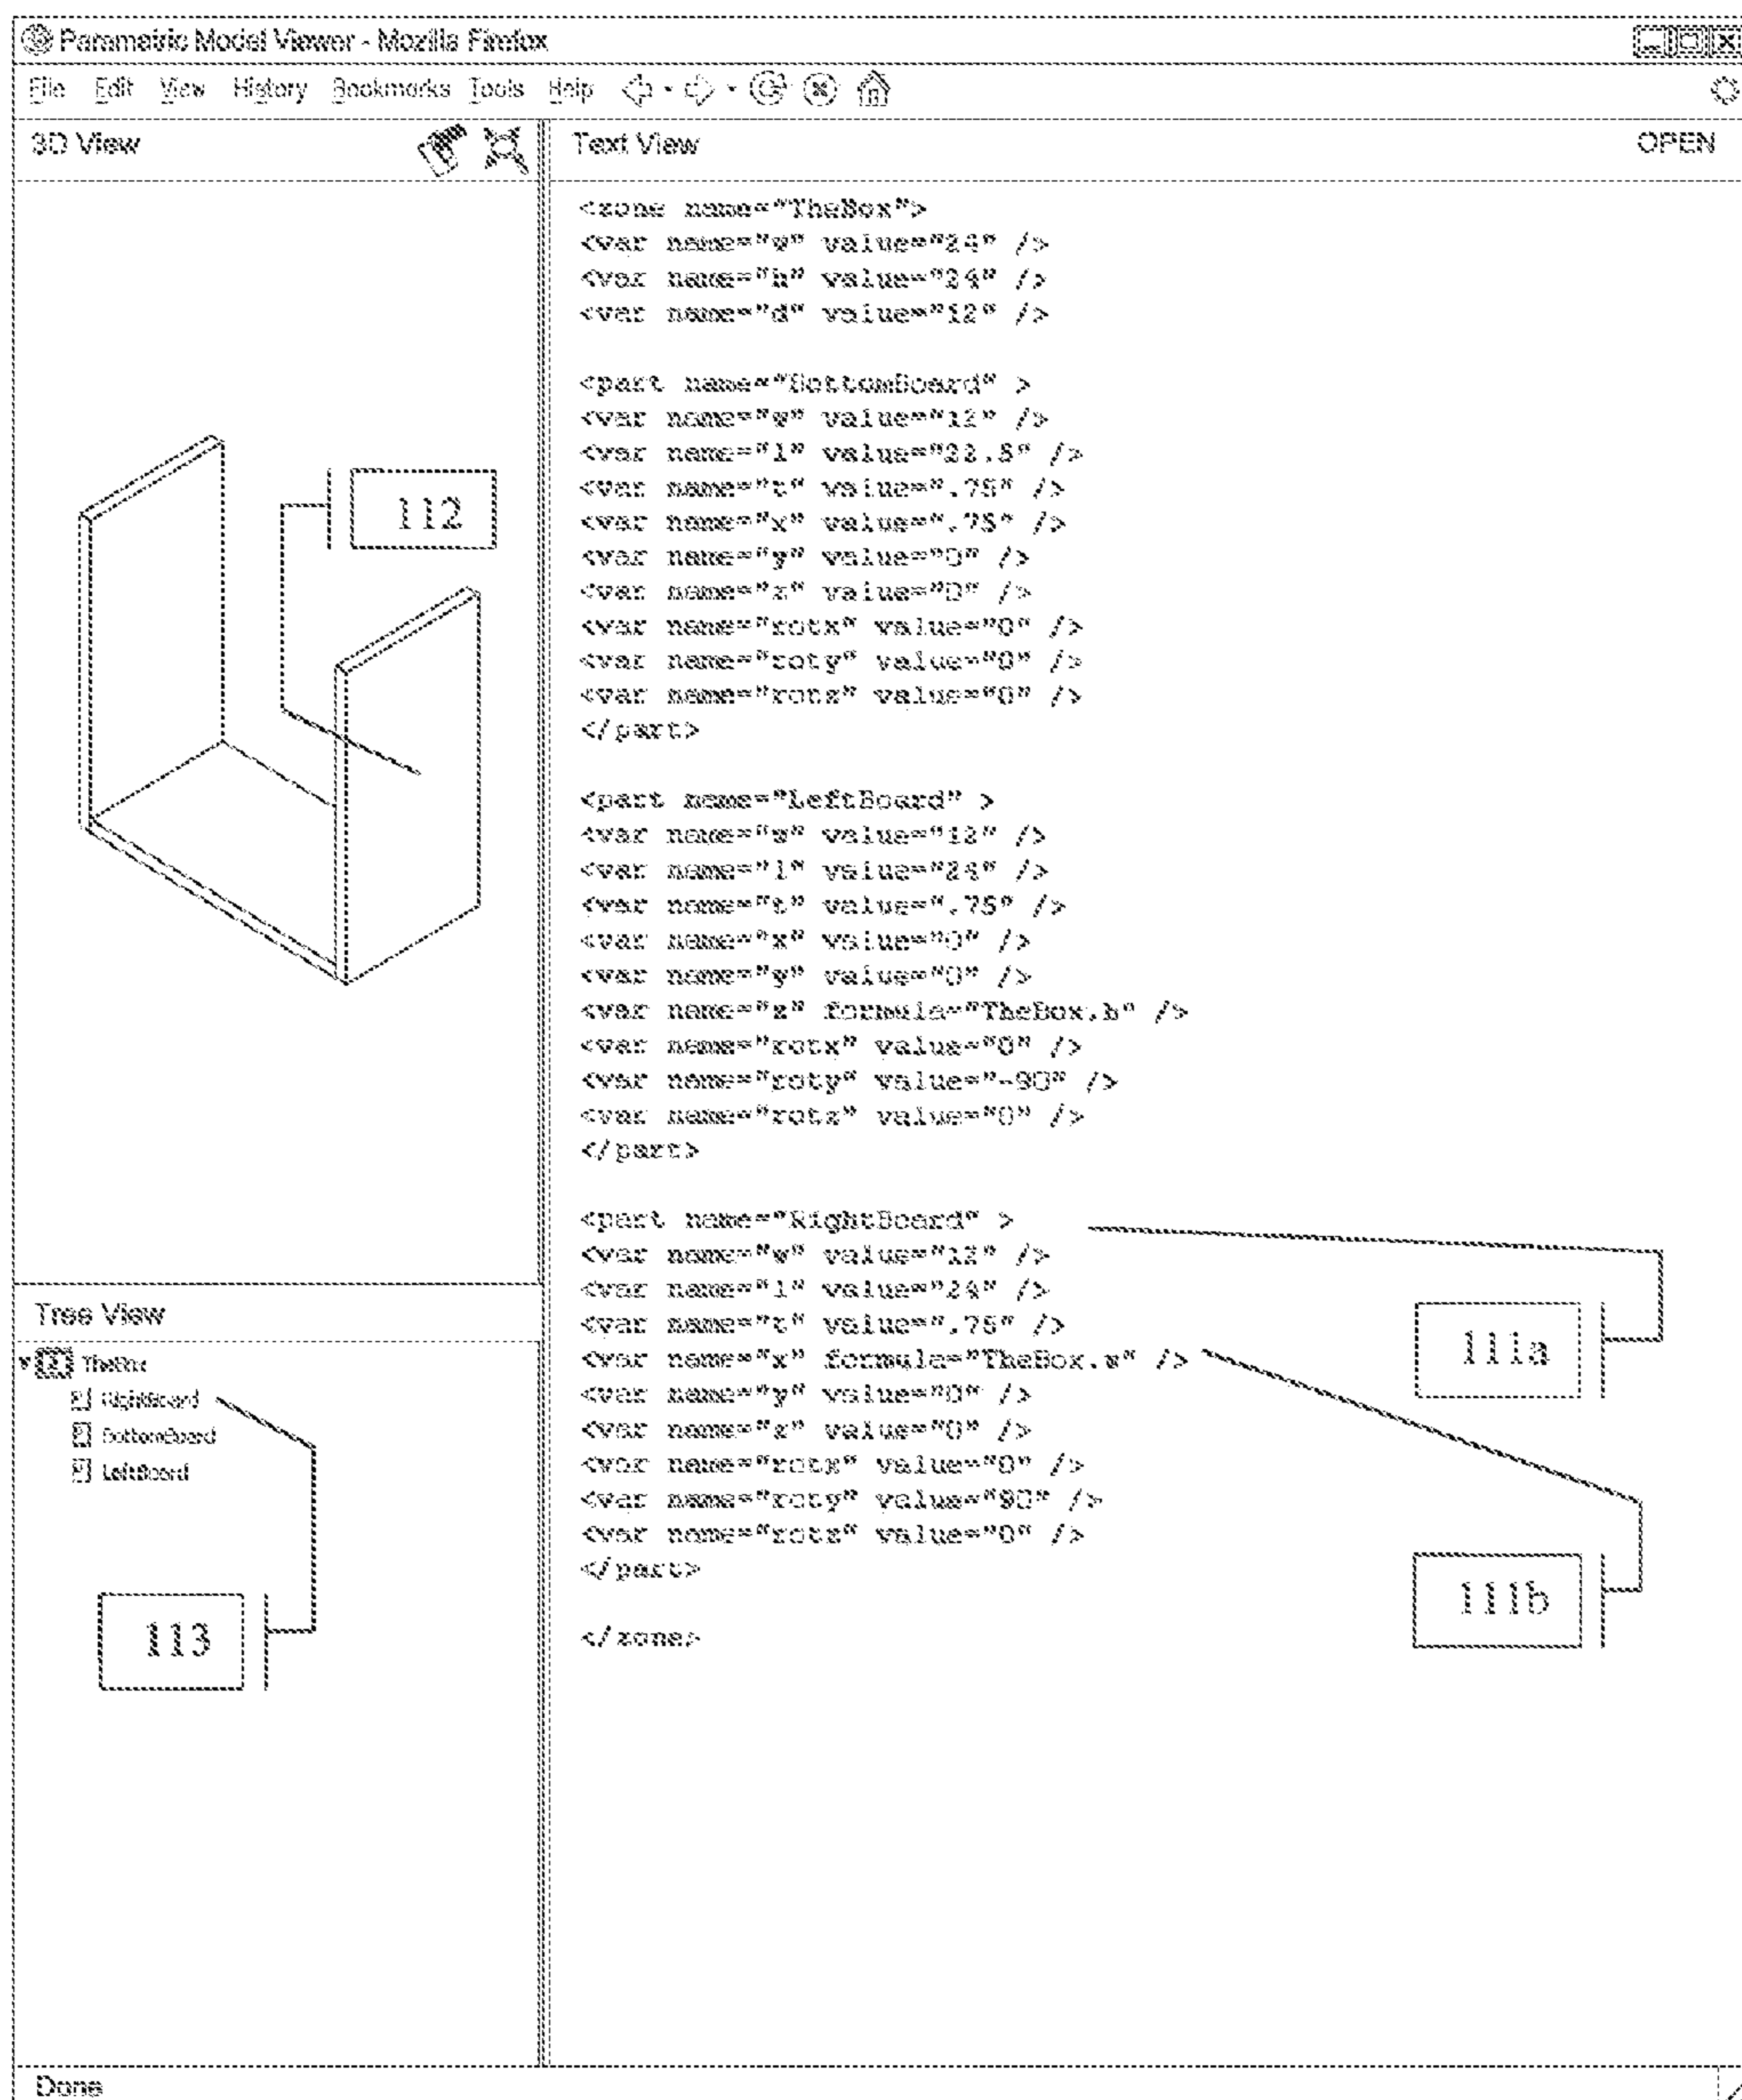 Parametric Model Viewer - Mozilla Firefox
File Edit View History Bookmarks Tools Help
3D View
112
Tree View
TheBox
RightBoard
BottomBoard
LeftBoard
113
Text View OPEN
<zone name="TheBox">
<var name="w" value="24" />
<var name="h" value="24" />
<var name="d" value="12" />
<part name="BottomBoard" >
<var name="w" value="12" />
<var name="l" value="22.5" />
<var name="t" value=".75" />
<var name="x" value=".75" />
<var name="y" value="0" />
<var name="z" value="0" />
<var name="rotx" value="0" />
<var name="roty" value="0" />
<var name="rotz" value="0" />
</part>
<part name="LeftBoard" >
<var name="w" value="12" />
<var name="l" value="24" />
<var name="t" value=".75" />
<var name="x" value="0" />
<var name="y" value="0" />
<var name="z" formula="TheBox.h" />
<var name="rotx" value="0" />
<var name="roty" value="-90" />
<var name="rotz" value="0" />
</part>
<part name="RightBoard" >
<var name="w" value="12" />
<var name="l" value="24" />
<var name="t" value=".75" />
<var name="x" formula="TheBox.w" />
<var name="y" value="0" />
<var name="z" value="0" />
<var name="rotx" value="0" />
<var name="roty" value="90" />
<var name="rotz" value="0" />
</part>
</zone>
111a
111b
Done